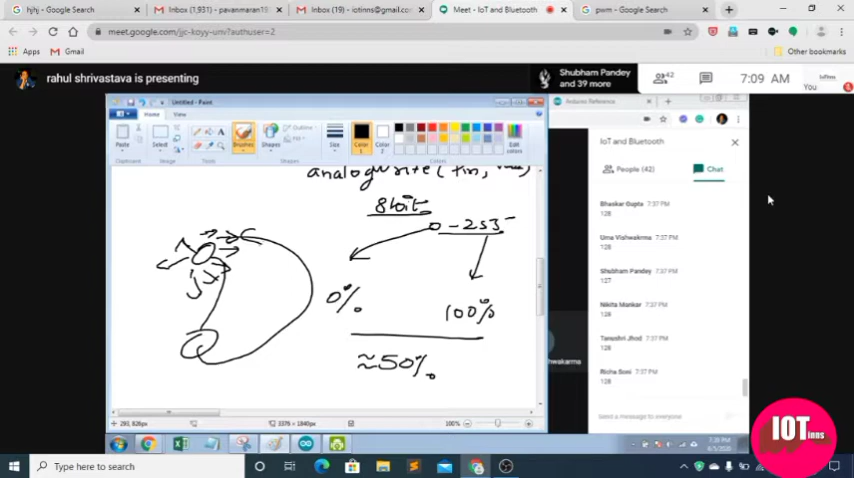 hjhj - Google Search
Inbox (1,931) - pavanmaran19
Inbox (19) - iotinns@gmail.co
Meet - IoT and Bluetooth
pwm - Google Search
meet.google.com/jjc-koyy-umv?authuser=2
Apps
Gmail
Other bookmarks
rahul shrivastava is presenting
Shubham Pandey
and 39 more
42
7:09 AM
You
Untitled - Paint
Arduino Reference
Home
View
Paste
Select
Brushes
Shapes
Outline
Fill
Size
Color 1
Color 2
Edit colors
Clipboard
Image
Tools
Shapes
Colors
analogwrite (Pin,
8bit
0-255
0%
100%
≈50%
IoT and Bluetooth
People (42)
Chat
Bhaskar Gupta 7:37 PM
128
Uma Vishwakrma 7:37 PM
128
Shubham Pandey 7:37 PM
127
Nikita Mankar 7:37 PM
128
Tanushri Jhod 7:37 PM
128
Richa Soni 7:37 PM
128
Send a message to everyone
100%
Type here to search
IOT
inns